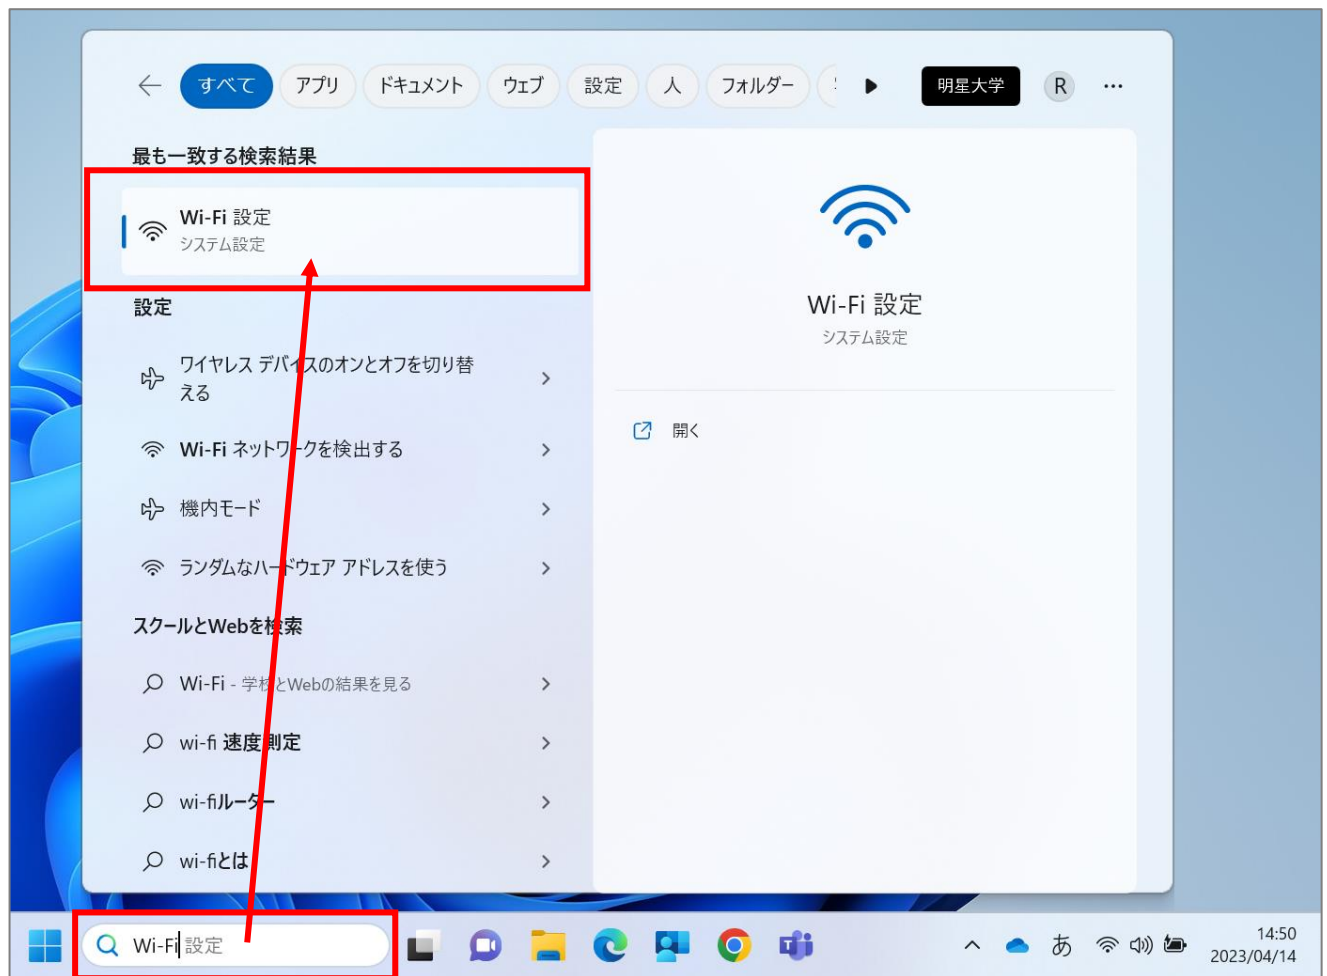 すべて アプリ ドキュメント ウェブ 設定 人 フォルダー 明星大学 R ...
最も一致する検索結果
Wi-Fi 設定
システム設定
設定
ワイヤレス デバイスのオンとオフを切り替
える
Wi-Fi ネットワークを検出する
機内モード
ランダムなハードウェア アドレスを使う
スクールとWebを検索
Wi-Fi - 学校とWebの結果を見る
wi-fi 速度測定
wi-fiルーター
wi-fiとは
Wi-Fi 設定
システム設定
開く
Wi-Fi 設定
あ
14:50
2023/04/14